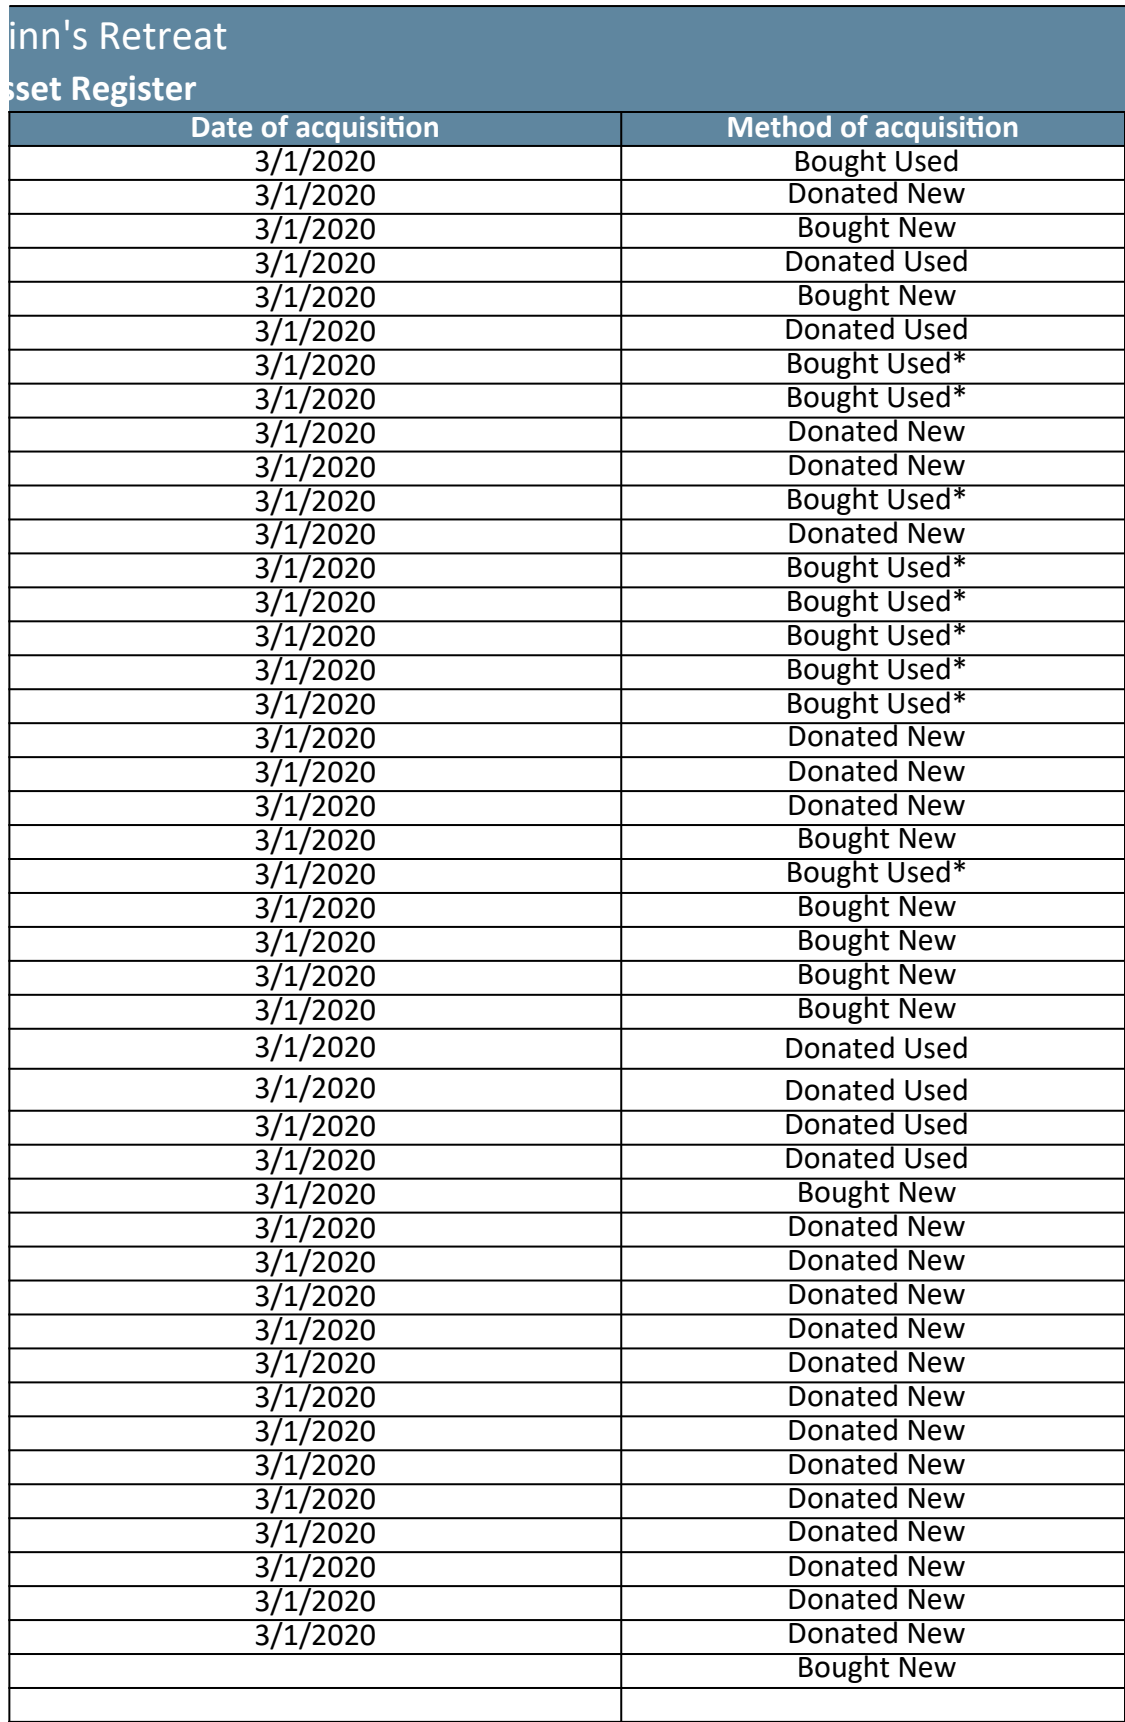 inn's Retreat
sset Register
Date of acquisition Method of acquisition
3/1/2020 Bought Used
3/1/2020 Donated New
3/1/2020 Bought New
3/1/2020 Donated Used
3/1/2020 Bought New
3/1/2020 Donated Used
3/1/2020 Bought Used*
3/1/2020 Bought Used*
3/1/2020 Donated New
3/1/2020 Donated New
3/1/2020 Bought Used*
3/1/2020 Donated New
3/1/2020 Bought Used*
3/1/2020 Bought Used*
3/1/2020 Bought Used*
3/1/2020 Bought Used*
3/1/2020 Bought Used*
3/1/2020 Donated New
3/1/2020 Donated New
3/1/2020 Donated New
3/1/2020 Bought New
3/1/2020 Bought Used*
3/1/2020 Bought New
3/1/2020 Bought New
3/1/2020 Bought New
3/1/2020 Bought New
3/1/2020 Donated Used
3/1/2020 Donated Used
3/1/2020 Donated Used
3/1/2020 Donated Used
3/1/2020 Bought New
3/1/2020 Donated New
3/1/2020 Donated New
3/1/2020 Donated New
3/1/2020 Donated New
3/1/2020 Donated New
3/1/2020 Donated New
3/1/2020 Donated New
3/1/2020 Donated New
3/1/2020 Donated New
3/1/2020 Donated New
3/1/2020 Donated New
3/1/2020 Donated New
3/1/2020 Donated New
Bought New